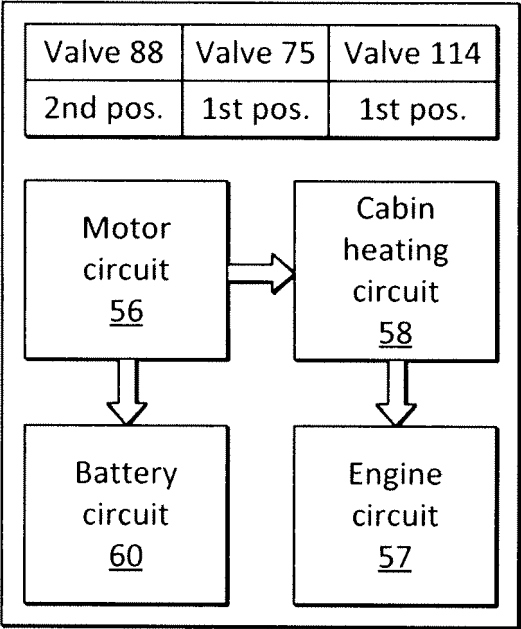 Valve 88 Valve 75 Valve 114
2nd pos. 1st pos. 1st pos.
Motor
circuit
56
Cabin
heating
circuit
58
Battery
circuit
60
Engine
circuit
57